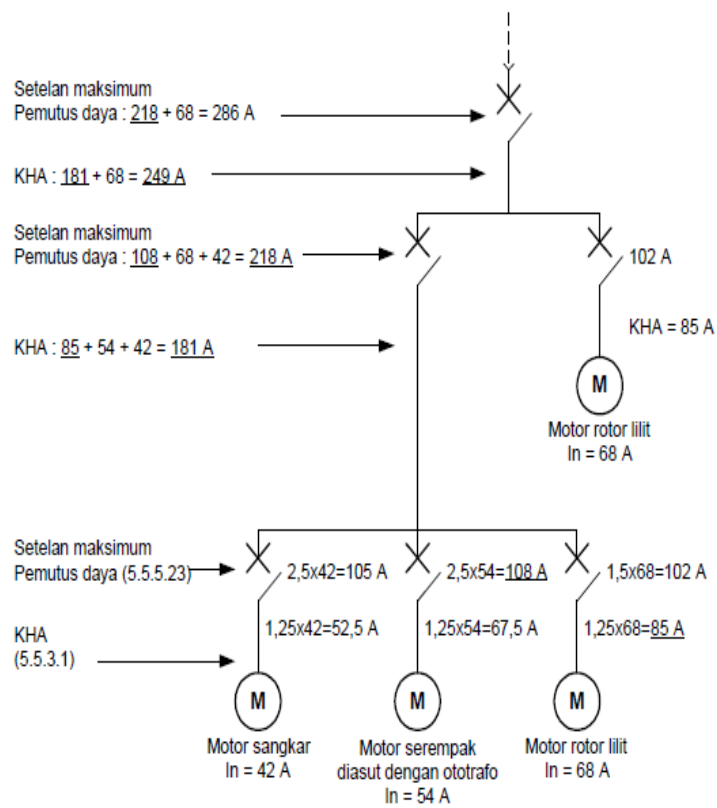 Setelan maksimum
Pemutus daya : 218 + 68 = 286 A
KHA : 181 + 68 = 249 A
Setelan maksimum
Pemutus daya : 108 + 68 + 42 = 218 A
102 A
KHA = 85 A
KHA : 85 + 54 + 42 = 181 A
M
Motor rotor lilit
In = 68 A
Setelan maksimum
Pemutus daya (5.5.5.23)
2,5x42=105 A
2,5x54=108 A
1,5x68=102 A
KHA
(5.5.3.1)
1,25x42=52,5 A
1,25x54=67,5 A
1,25x68=85 A
M
M
M
Motor sangkar
In = 42 A
Motor serempak
diasut dengan ototrafo
In = 54 A
Motor rotor lilit
In = 68 A